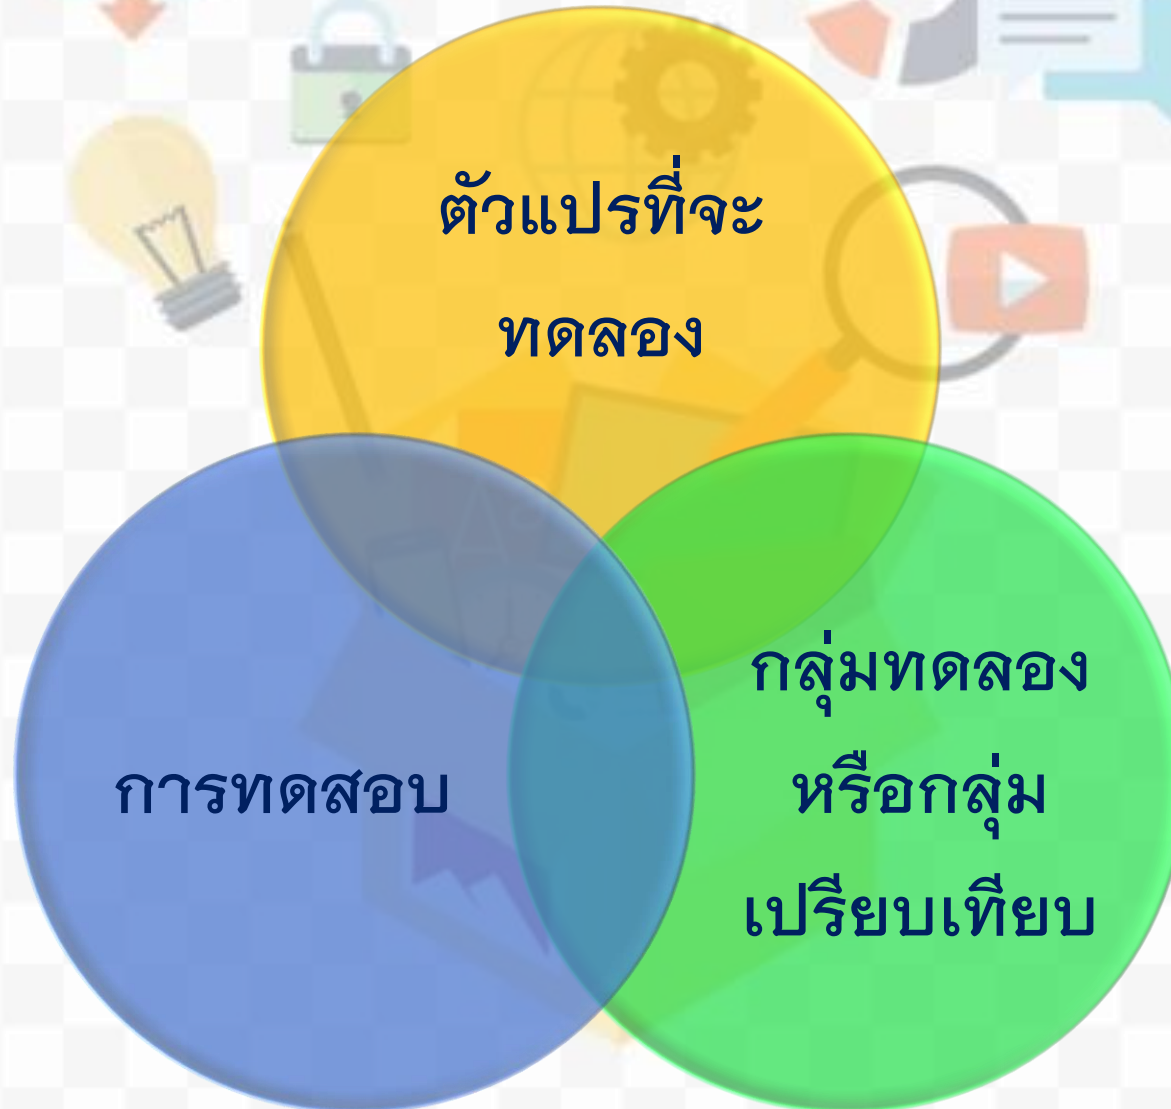 ตัวแปรที่จะ
ทดลอง
การทดสอบ
กลุ่มทดลอง
หรือกลุ่ม
เปรียบเทียบ